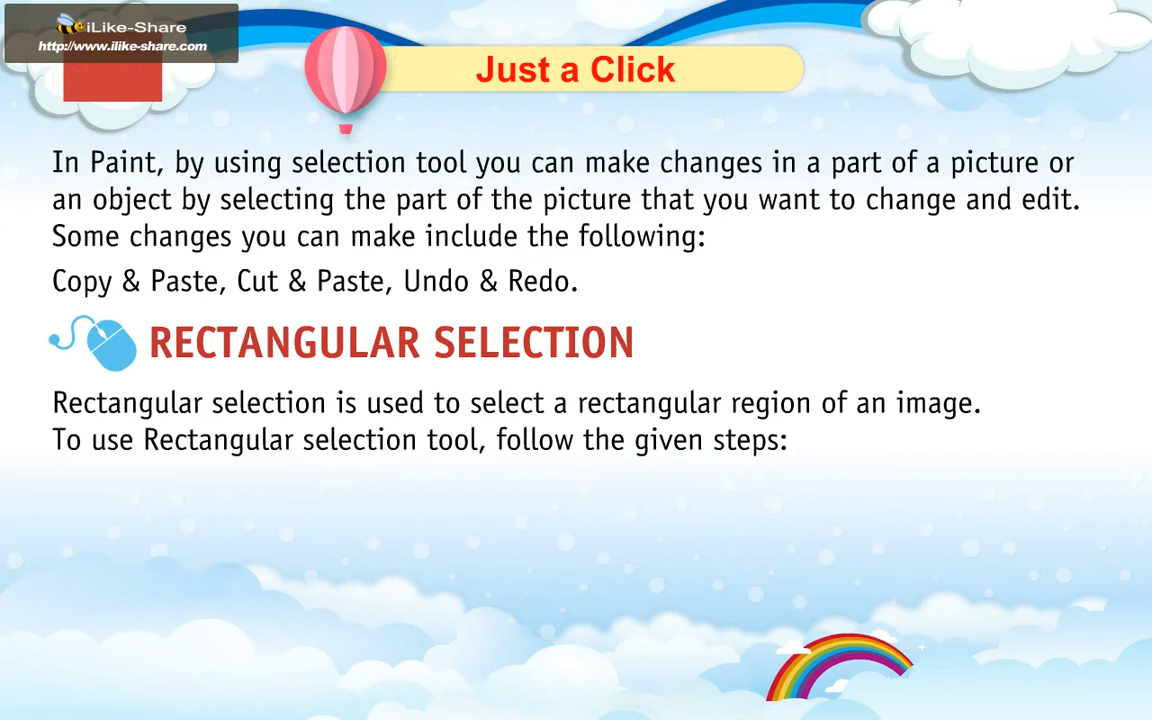 iLike-Share
http://www.ilike-share.com
Just a Click
In Paint, by using selection tool you can make changes in a part of a picture or
an object by selecting the part of the picture that you want to change and edit.
Some changes you can make include the following:
Copy & Paste, Cut & Paste, Undo & Redo.
RECTANGULAR SELECTION
Rectangular selection is used to select a rectangular region of an image.
To use Rectangular selection tool, follow the given steps: